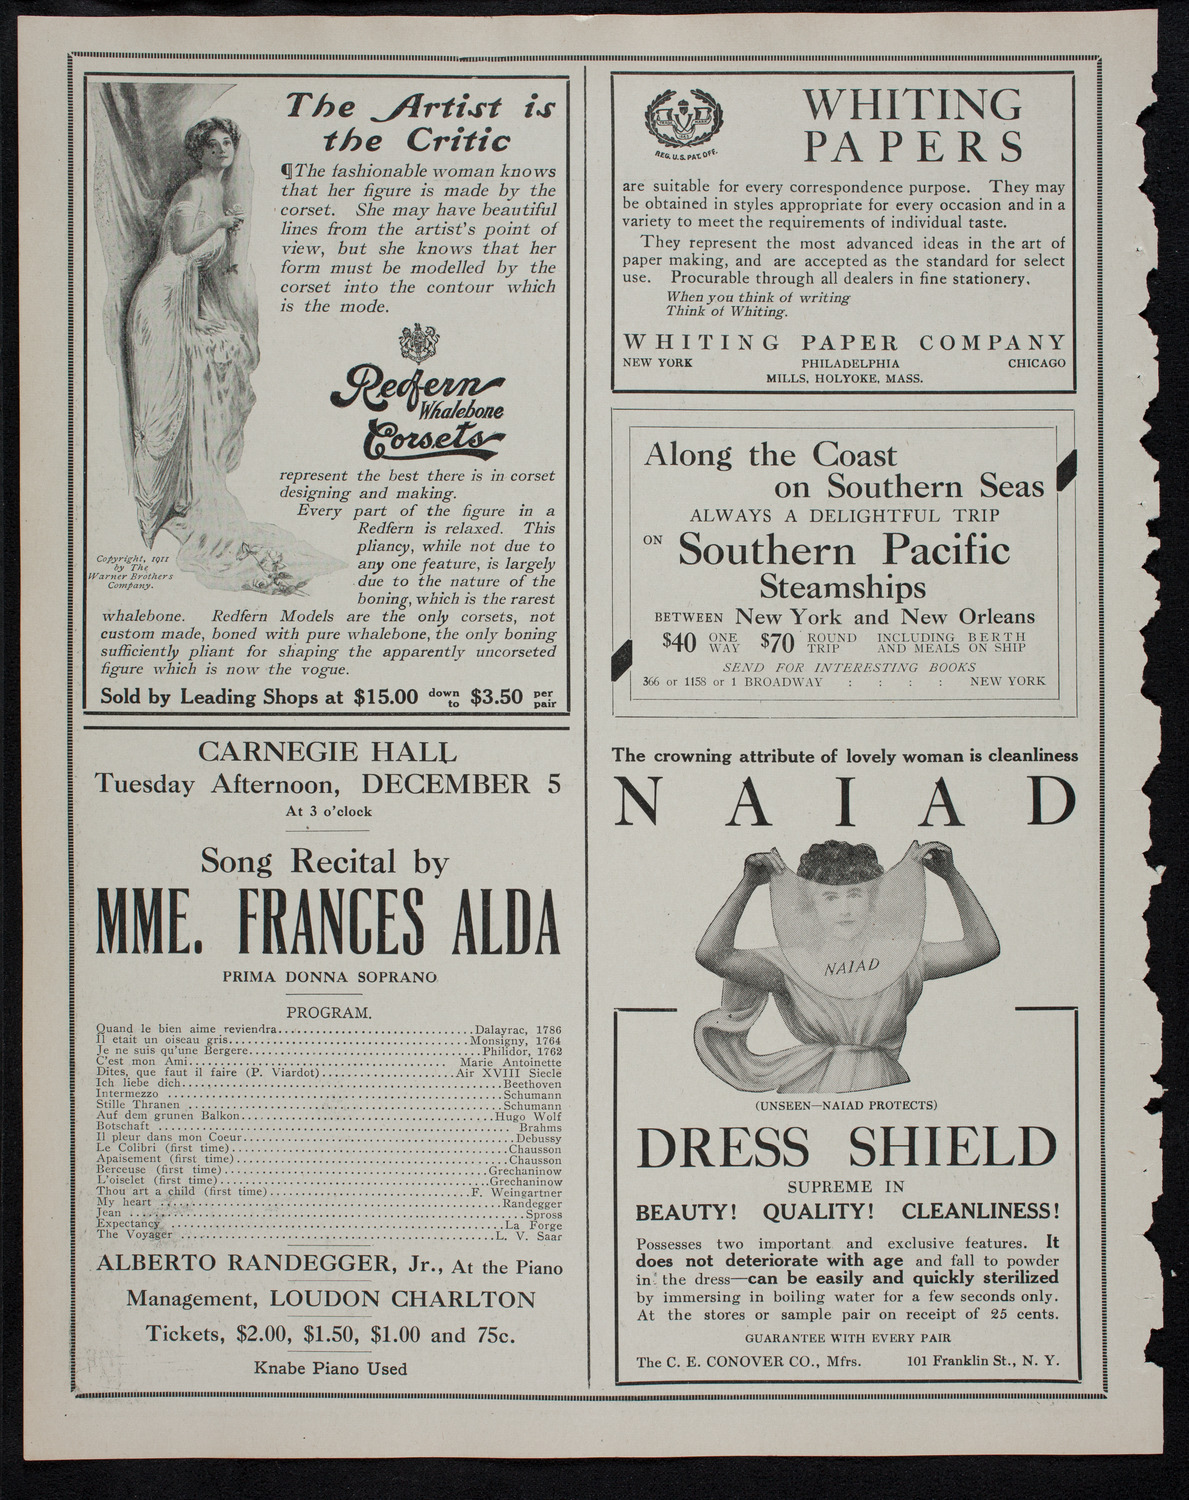 The Artist is
the Critic
¶The fashionable woman knows
that her figure is made by the
corset. She may have beautiful
lines from the artist's point of
view, but she knows that her
form must be modelled by the
corset into the contour which
is the mode.
Redfern
Whalebone
Corsets
represent the best there is in corset
designing and making.
Every part of the figure in a
Redfern is relaxed. This
pliancy, while not due to
any one feature, is largely
due to the nature of the
boning, which is the rarest
whalebone. Redfern Models are the only corsets, not
custom made, boned with pure whalebone, the only boning
sufficiently pliant for shaping the apparently uncorseted
figure which is now the vogue.
Copyright, 1911
by The
Warner Brothers
Company.
Sold by Leading Shops at $15.00 down to $3.50 per pair
CARNEGIE HALL
Tuesday Afternoon, DECEMBER 5
At 3 o'clock
Song Recital by
MME. FRANCES ALDA
PRIMA DONNA SOPRANO
PROGRAM.
Quand le bien aime reviendra....Dalayrac, 1786
Il etait un oiseau gris....Monsigny, 1764
Je ne suis qu'une Bergere....Philidor, 1762
C'est mon Ami....Marie Antoinette
Dites, que faut il faire (P. Viardot)....Air XVIII Siecle
Ich liebe dich....Beethoven
Intermezzo....Schumann
Stille Thranen....Schumann
Auf dem grunen Balkon....Hugo Wolf
Botschaft....Brahms
Il pleur dans mon Coeur....Debussy
Le Colibri (first time)....Chausson
Apaisement (first time)....Chausson
Berceuse (first time)....Grechaninow
L'oiselet (first time)....Grechaninow
Thou art a child (first time)....F. Weingartner
My heart....Randegger
Jean....Spross
Expectancy....La Forge
The Voyager....L. V. Saar
ALBERTO RANDEGGER, Jr., At the Piano
Management, LOUDON CHARLTON
Tickets, $2.00, $1.50, $1.00 and 75c.
Knabe Piano Used
REG. U.S. PAT. OFF.
WHITING
PAPERS
are suitable for every correspondence purpose. They may
be obtained in styles appropriate for every occasion and in a
variety to meet the requirements of individual taste.
They represent the most advanced ideas in the art of
paper making, and are accepted as the standard for select
use. Procurable through all dealers in fine stationery.
When you think of writing
Think of Whiting.
WHITING PAPER COMPANY
NEW YORK PHILADELPHIA CHICAGO
MILLS, HOLYOKE, MASS.
Along the Coast
on Southern Seas
ALWAYS A DELIGHTFUL TRIP
ON Southern Pacific
Steamships
BETWEEN New York and New Orleans
$40 ONE WAY $70 ROUND TRIP INCLUDING BERTH AND MEALS ON SHIP
SEND FOR INTERESTING BOOKS
366 or 1158 or 1 BROADWAY : : : : NEW YORK
The crowning attribute of lovely woman is cleanliness
NAIAD
NAIAD
(UNSEEN—NAIAD PROTECTS)
DRESS SHIELD
SUPREME IN
BEAUTY! QUALITY! CLEANLINESS!
Possesses two important and exclusive features. It
does not deteriorate with age and fall to powder
in the dress—can be easily and quickly sterilized
by immersing in boiling water for a few seconds only.
At the stores or sample pair on receipt of 25 cents.
GUARANTEE WITH EVERY PAIR
The C. E. CONOVER CO., Mfrs. 101 Franklin St., N. Y.